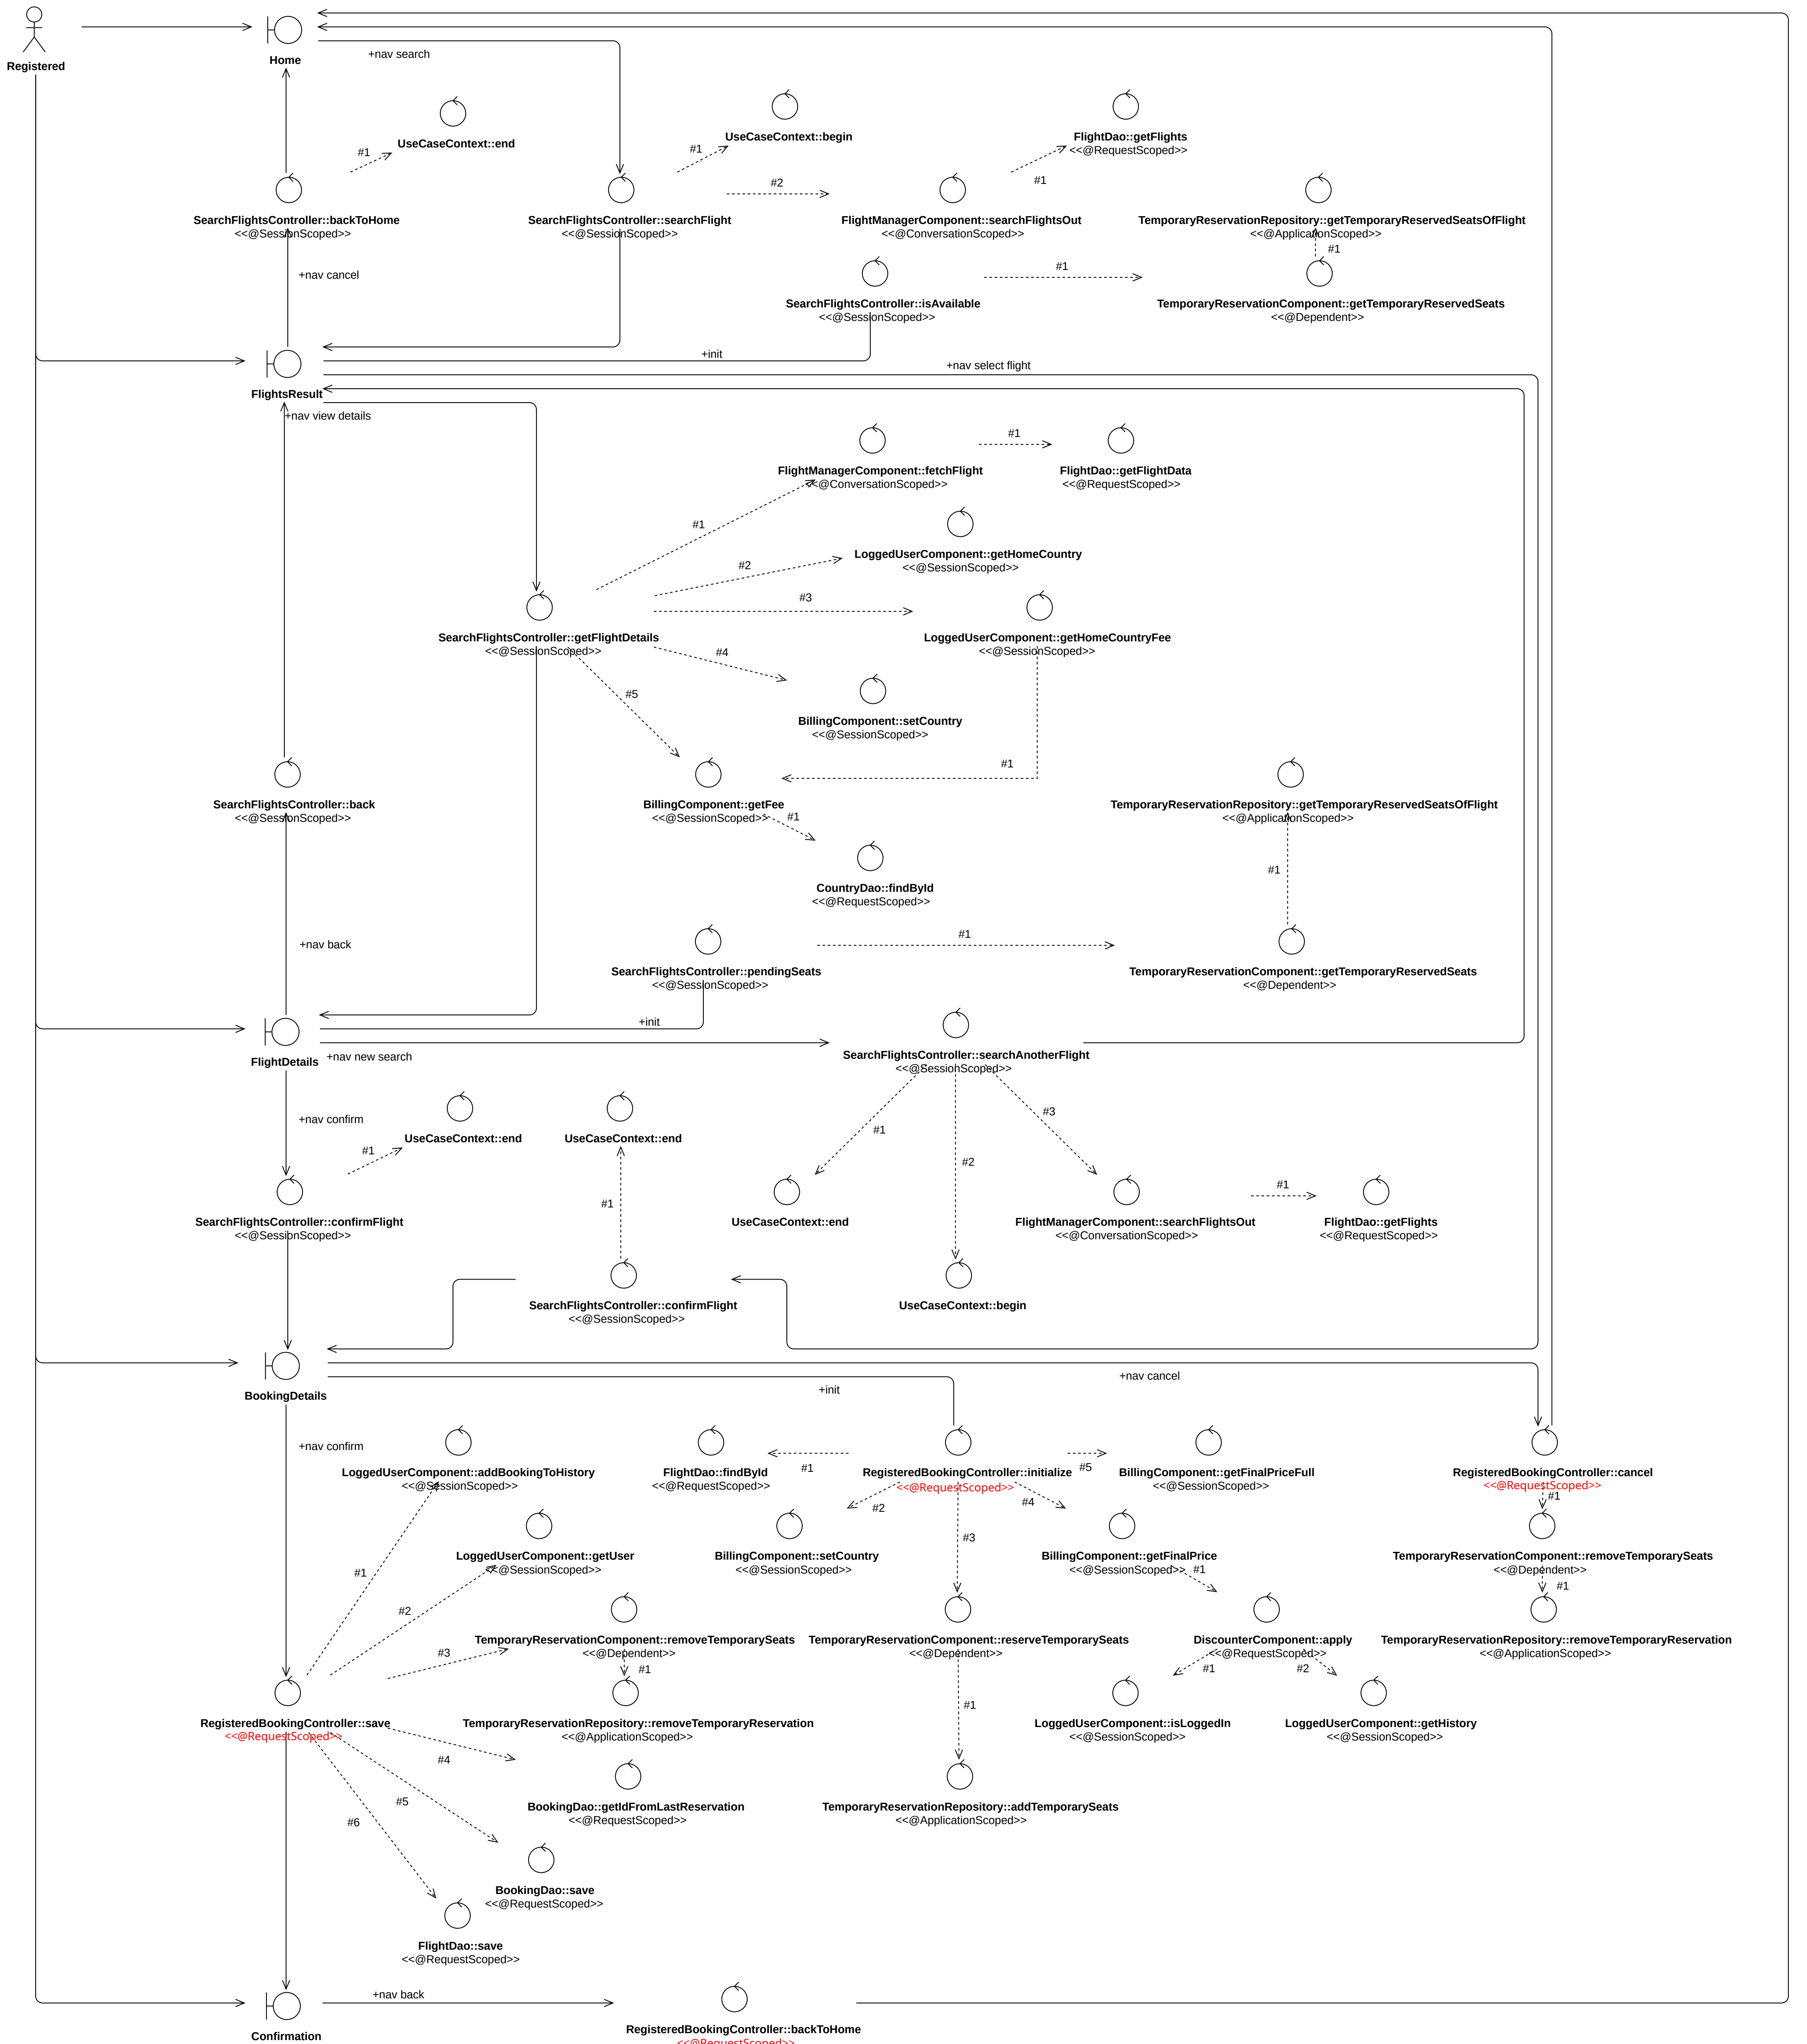 Registered
Home
+nav search
UseCaseContext::end
UseCaseContext::begin
FlightDao::getFlights
<<@RequestScoped>>
#1
#1
#2
#1
SearchFlightsController::backToHome
<<@SessionScoped>>
SearchFlightsController::searchFlight
<<@SessionScoped>>
FlightManagerComponent::searchFlightsOut
<<@ConversationScoped>>
TemporaryReservationRepository::getTemporaryReservedSeatsOfFlight
<<@ApplicationScoped>>
#1
+nav cancel
#1
SearchFlightsController::isAvailable
<<@SessionScoped>>
TemporaryReservationComponent::getTemporaryReservedSeats
<<@Dependent>>
+init
+nav select flight
FlightsResult
+nav view details
#1
FlightManagerComponent::fetchFlight
<<@ConversationScoped>>
FlightDao::getFlightData
<<@RequestScoped>>
#1
LoggedUserComponent::getHomeCountry
<<@SessionScoped>>
#2
#3
SearchFlightsController::getFlightDetails
<<@SessionScoped>>
LoggedUserComponent::getHomeCountryFee
<<@SessionScoped>>
#4
#5
BillingComponent::setCountry
<<@SessionScoped>>
#1
SearchFlightsController::back
<<@SessionScoped>>
BillingComponent::getFee
<<@SessionScoped>>
#1
TemporaryReservationRepository::getTemporaryReservedSeatsOfFlight
<<@ApplicationScoped>>
#1
CountryDao::findById
<<@RequestScoped>>
+nav back
#1
SearchFlightsController::pendingSeats
<<@SessionScoped>>
TemporaryReservationComponent::getTemporaryReservedSeats
<<@Dependent>>
+init
FlightDetails
+nav new search
SearchFlightsController::searchAnotherFlight
<<@SessionScoped>>
+nav confirm
#1
UseCaseContext::end
UseCaseContext::end
#1
#2
#3
#1
#1
SearchFlightsController::confirmFlight
<<@SessionScoped>>
UseCaseContext::end
FlightManagerComponent::searchFlightsOut
<<@ConversationScoped>>
FlightDao::getFlights
<<@RequestScoped>>
SearchFlightsController::confirmFlight
<<@SessionScoped>>
UseCaseContext::begin
BookingDetails
+init
+nav cancel
+nav confirm
LoggedUserComponent::addBookingToHistory
<<@SessionScoped>>
FlightDao::findById
<<@RequestScoped>>
#1
RegisteredBookingController::initialize
<<@RequestScoped>>
#5
BillingComponent::getFinalPriceFull
<<@SessionScoped>>
RegisteredBookingController::cancel
<<@RequestScoped>>
#1
#2
#3
#4
LoggedUserComponent::getUser
<<@SessionScoped>>
BillingComponent::setCountry
<<@SessionScoped>>
BillingComponent::getFinalPrice
<<@SessionScoped>>
#1
TemporaryReservationComponent::removeTemporarySeats
<<@Dependent>>
#1
#1
#2
#3
TemporaryReservationComponent::removeTemporarySeats
<<@Dependent>>
#1
TemporaryReservationComponent::reserveTemporarySeats
<<@Dependent>>
#1
DiscounterComponent::apply
<<@RequestScoped>>
#1
#2
TemporaryReservationRepository::removeTemporaryReservation
<<@ApplicationScoped>>
RegisteredBookingController::save
<<@RequestScoped>>
TemporaryReservationRepository::removeTemporaryReservation
<<@ApplicationScoped>>
LoggedUserComponent::isLoggedIn
<<@SessionScoped>>
LoggedUserComponent::getHistory
<<@SessionScoped>>
#4
#5
#6
BookingDao::getIdFromLastReservation
<<@RequestScoped>>
TemporaryReservationRepository::addTemporarySeats
<<@ApplicationScoped>>
BookingDao::save
<<@RequestScoped>>
FlightDao::save
<<@RequestScoped>>
+nav back
Confirmation
RegisteredBookingController::backToHome
<<@RequestScoped>>